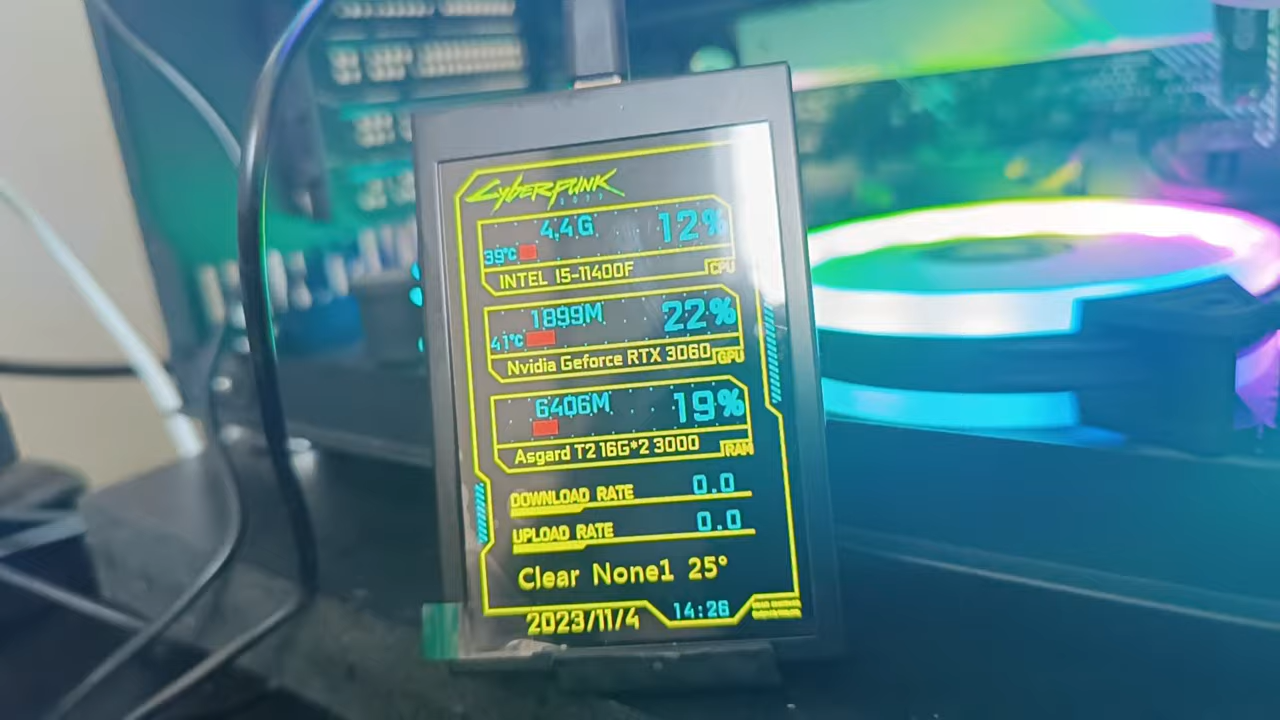 CYBERPUNK
2077
4.4G 12%
39°C
INTEL I5-11400F CPU
1899M 22%
41°C
Nvidia Geforce RTX 3060 GPU
6406M 19%
Asgard T2 16G*2 3000 RAM
DOWNLOAD RATE 0.0
UPLOAD RATE 0.0
Clear None1 25°
2023/11/4 14:26